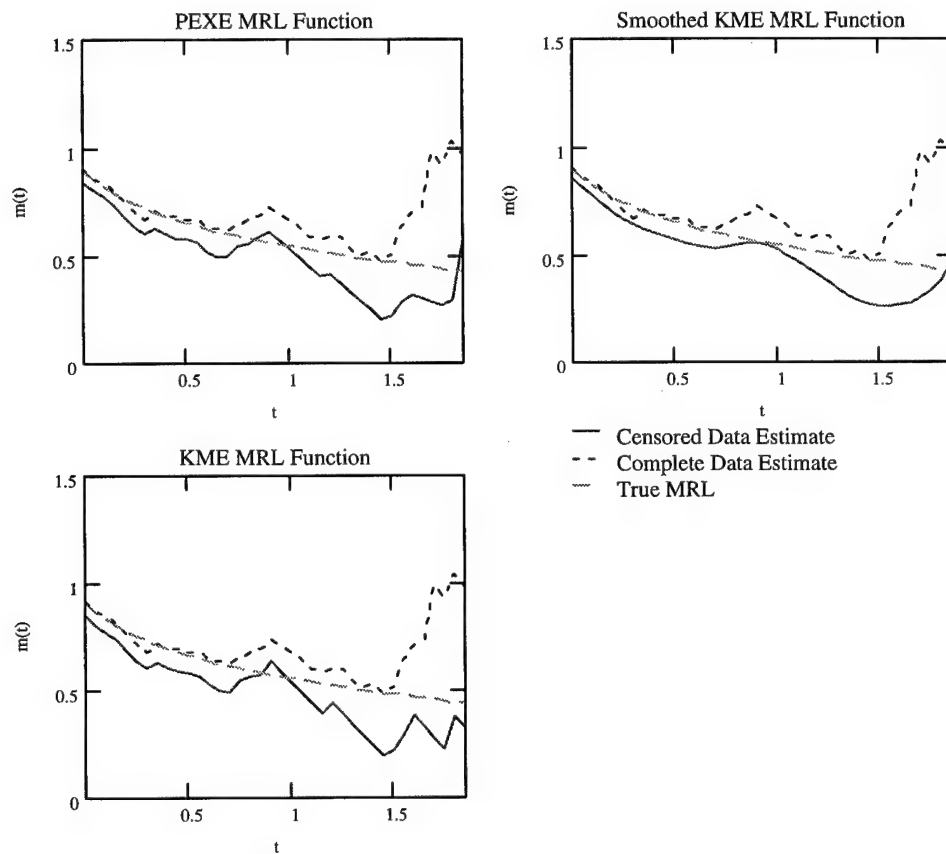 PEXE MRL Function
1.5
1
m(t)
0.5
0
0.5
1
1.5
t
Smoothed KME MRL Function
1.5
1
m(t)
0.5
0
0.5
1
1.5
t
Censored Data Estimate
Complete Data Estimate
True MRL
KME MRL Function
1.5
1
m(t)
0.5
0
0.5
1
1.5
t